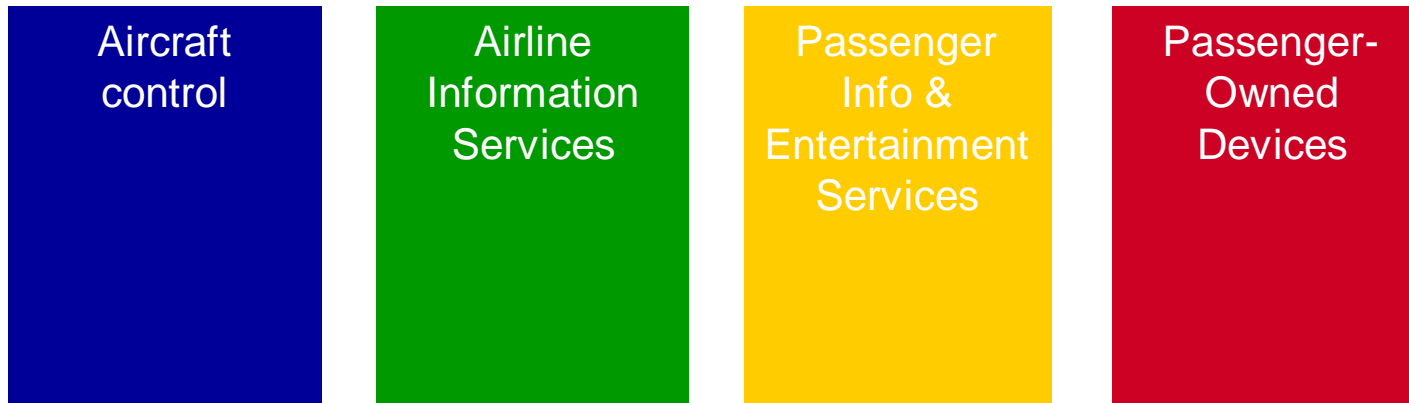 Aircraft
control
Airline
Information
Services
Passenger
Info &
Entertainment
Services
Passenger-
Owned
Devices